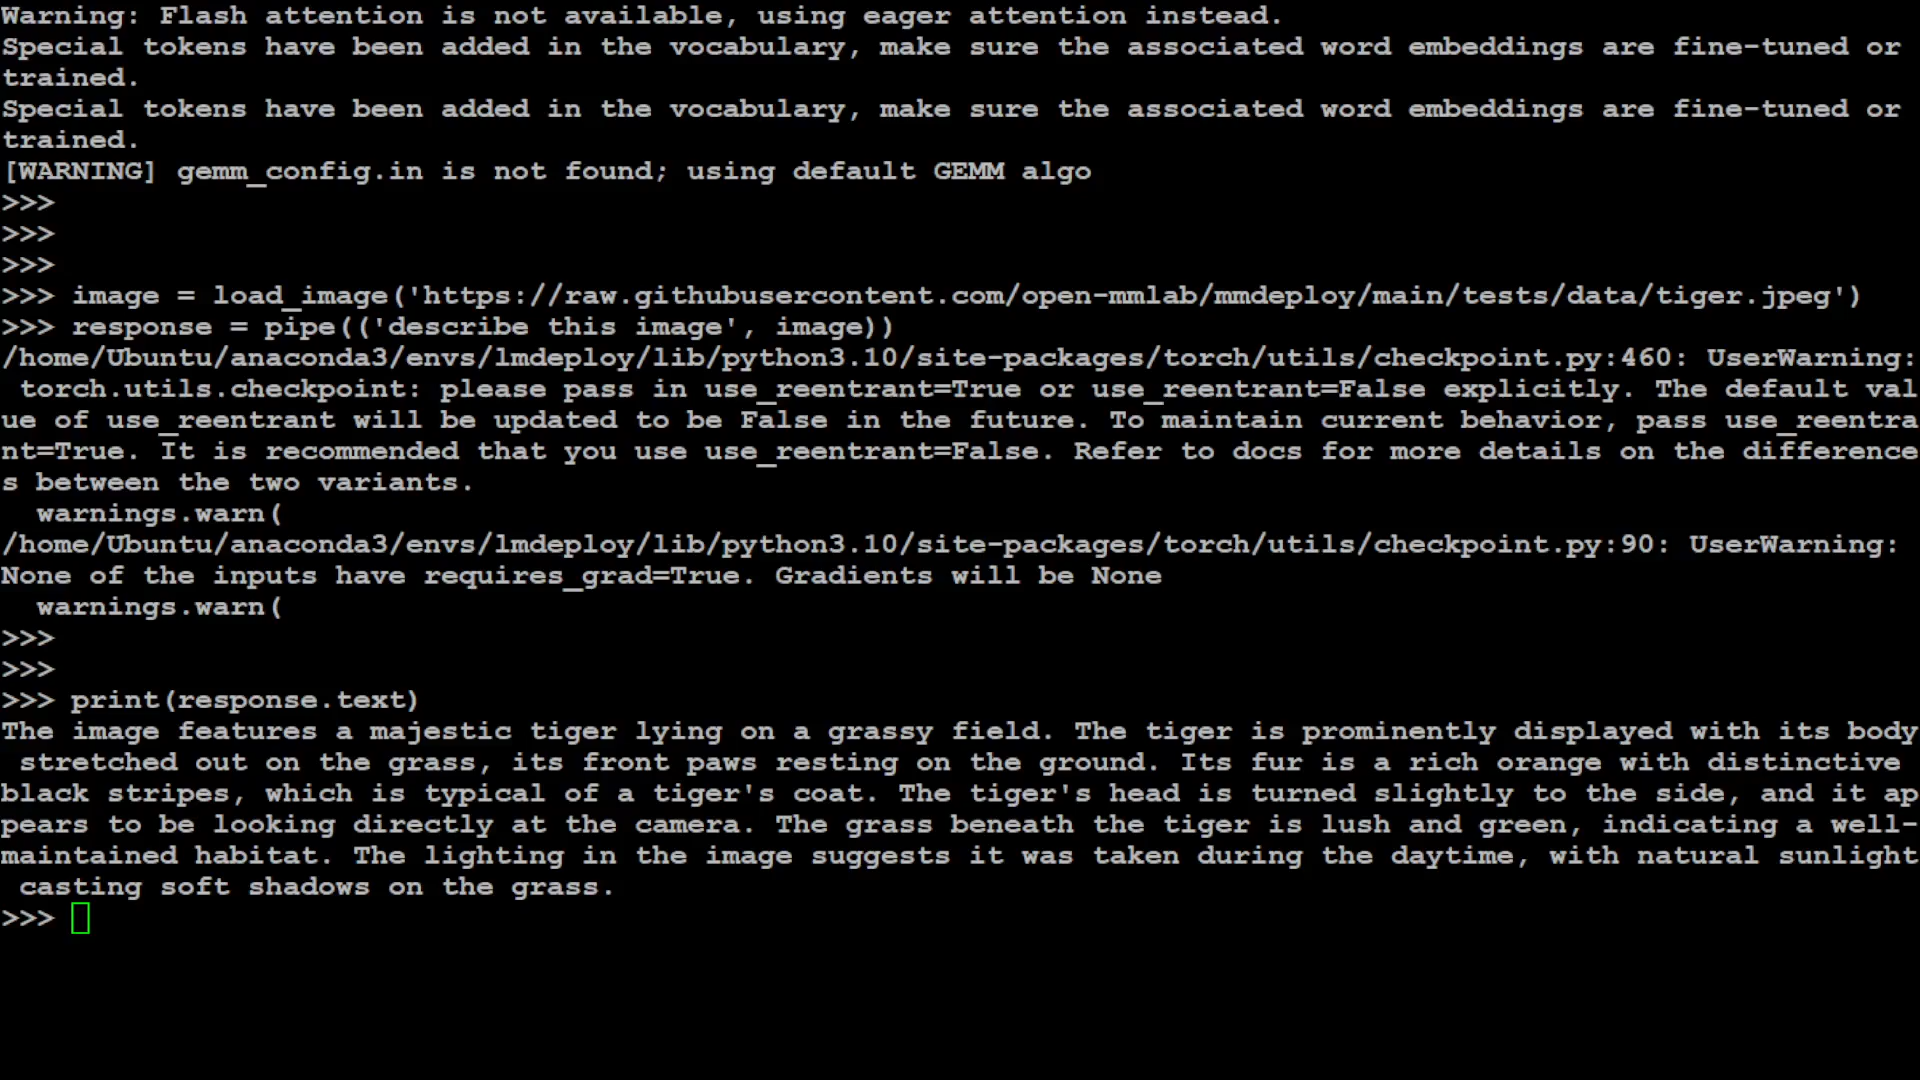 Warning: Flash attention is not available, using eager attention instead.
Special tokens have been added in the vocabulary, make sure the associated word embeddings are fine-tuned or
trained.
Special tokens have been added in the vocabulary, make sure the associated word embeddings are fine-tuned or
trained.
[WARNING] gemm_config.in is not found; using default GEMM algo
>>>
>>>
>>>
>>> image = load_image('https://raw.githubusercontent.com/open-mmlab/mmdeploy/main/tests/data/tiger.jpeg')
>>> response = pipe(('describe this image', image))
/home/Ubuntu/anaconda3/envs/lmdeploy/lib/python3.10/site-packages/torch/utils/checkpoint.py:460: UserWarning:
 torch.utils.checkpoint: please pass in use_reentrant=True or use_reentrant=False explicitly. The default val
ue of use_reentrant will be updated to be False in the future. To maintain current behavior, pass use_reentra
nt=True. It is recommended that you use use_reentrant=False. Refer to docs for more details on the difference
s between the two variants.
  warnings.warn(
/home/Ubuntu/anaconda3/envs/lmdeploy/lib/python3.10/site-packages/torch/utils/checkpoint.py:90: UserWarning:
None of the inputs have requires_grad=True. Gradients will be None
  warnings.warn(
>>>
>>>
>>> print(response.text)
The image features a majestic tiger lying on a grassy field. The tiger is prominently displayed with its body
 stretched out on the grass, its front paws resting on the ground. Its fur is a rich orange with distinctive
black stripes, which is typical of a tiger's coat. The tiger's head is turned slightly to the side, and it ap
pears to be looking directly at the camera. The grass beneath the tiger is lush and green, indicating a well-
maintained habitat. The lighting in the image suggests it was taken during the daytime, with natural sunlight
 casting soft shadows on the grass.
>>>